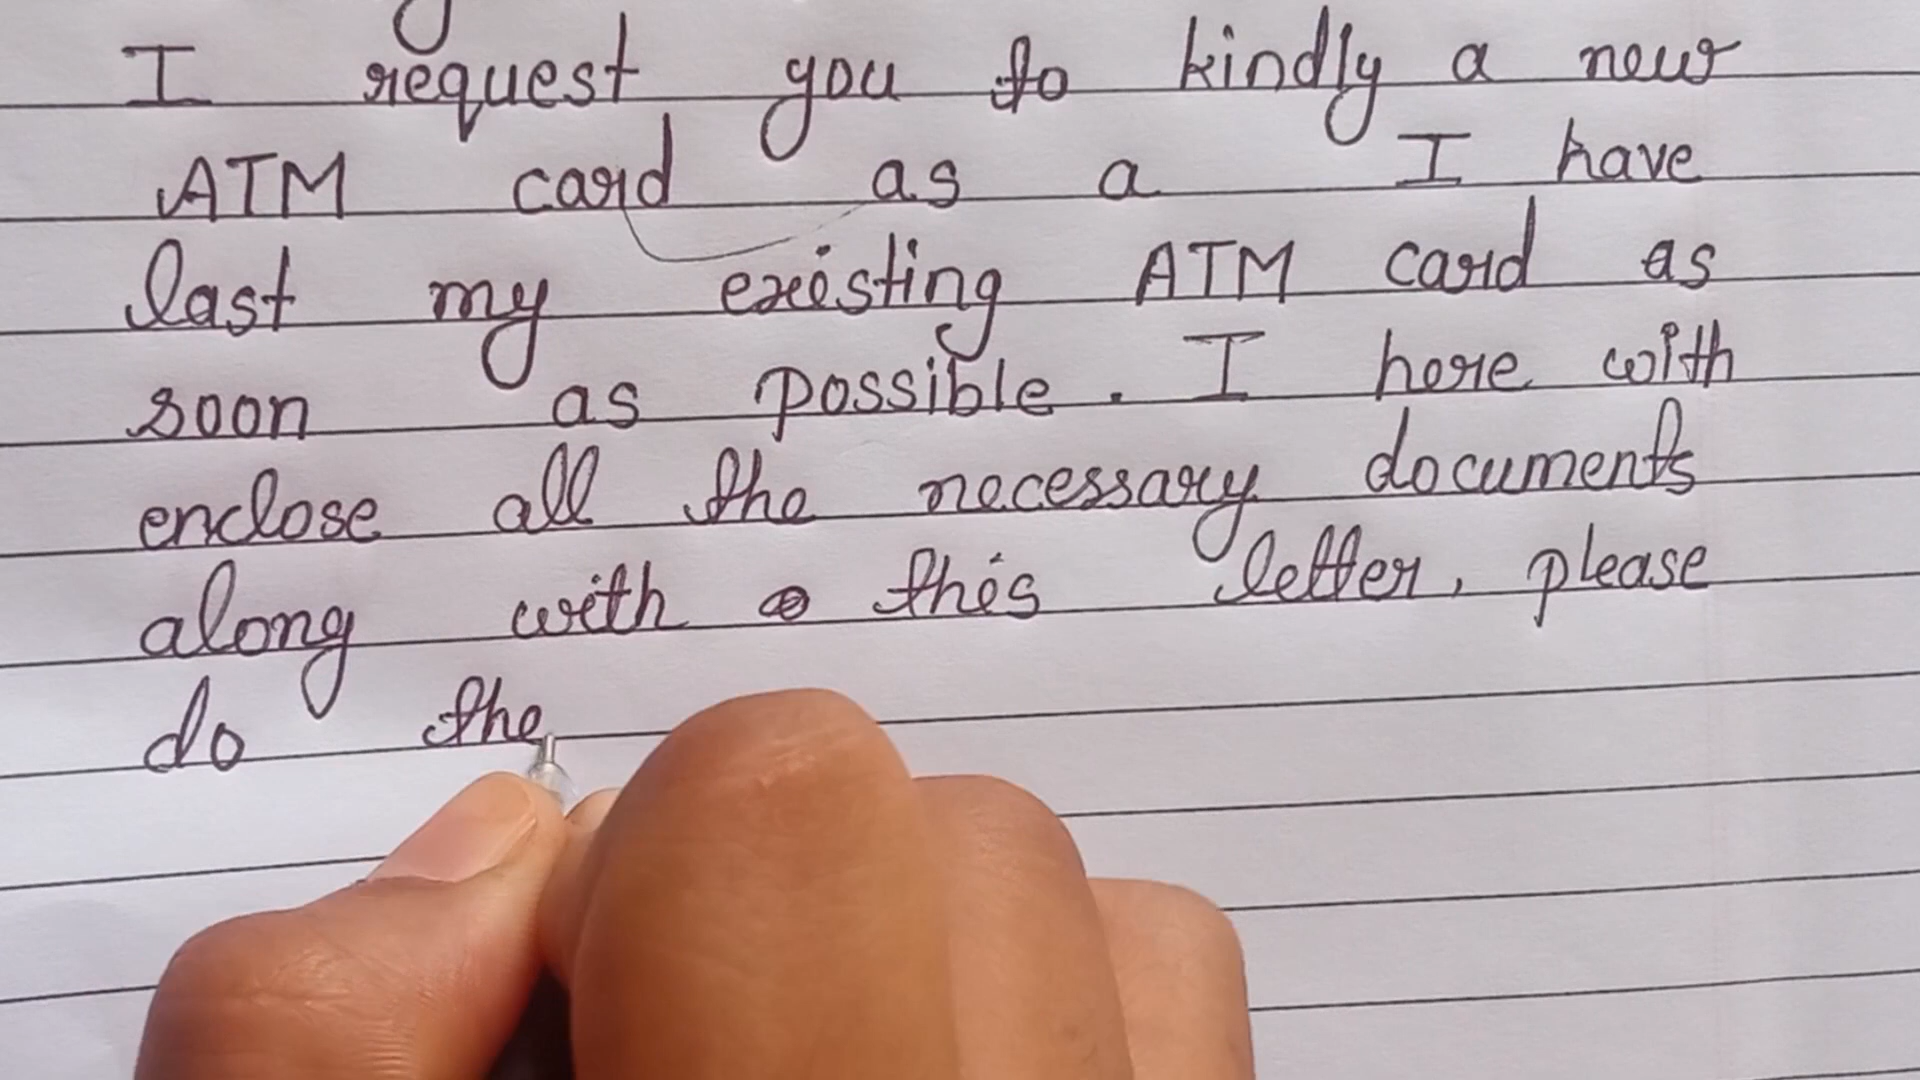 I request you to kindly a new
ATM card as a I have
last my existing ATM card as
soon as possible. I here with
enclose all the necessary documents
along with this letter, please
do the